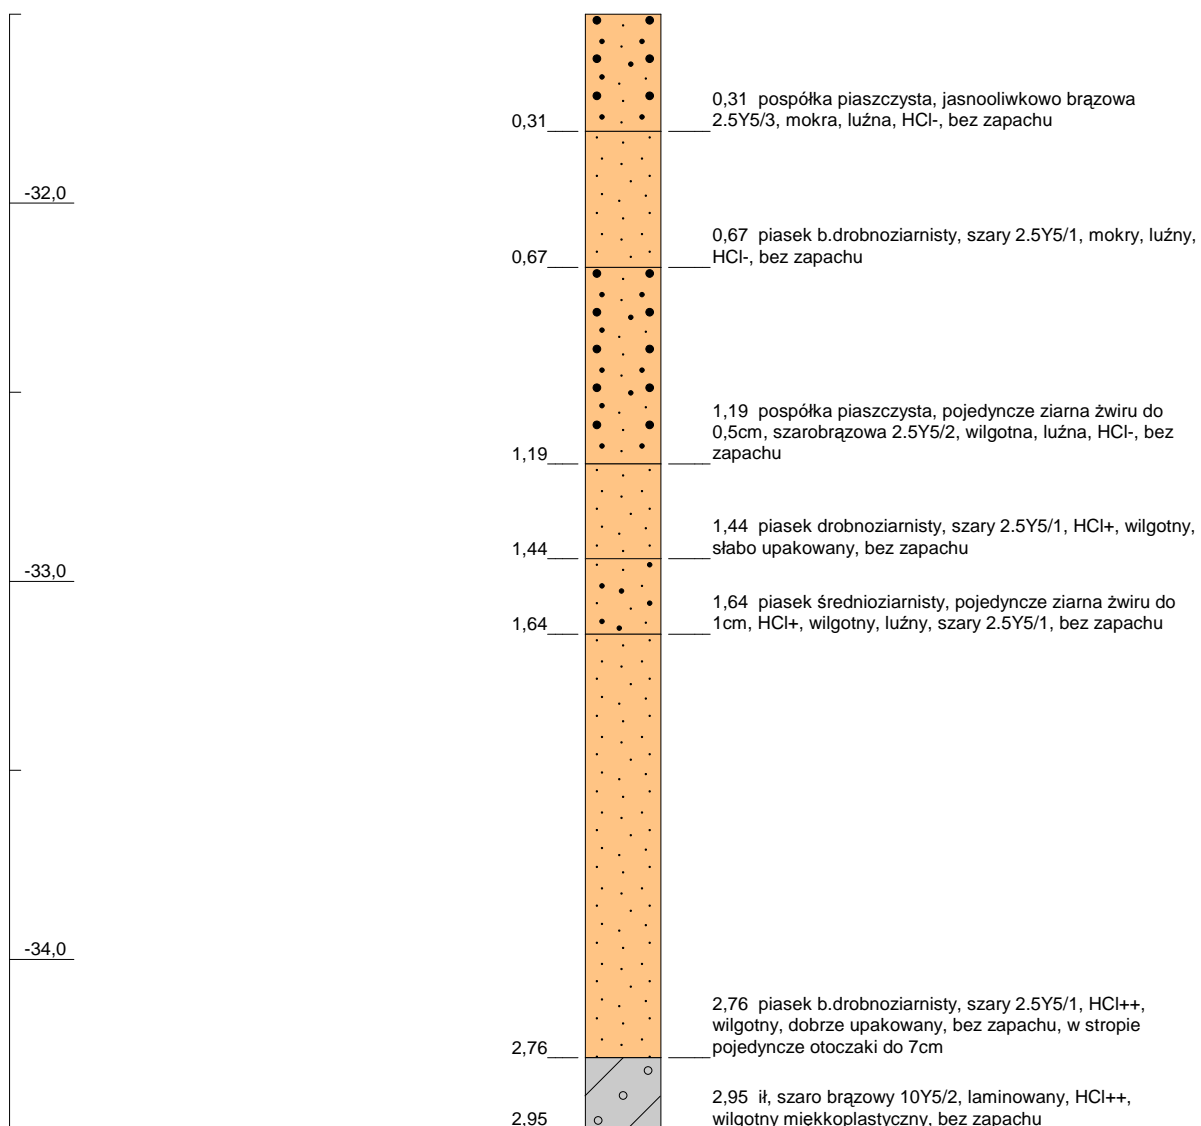 0,31 pospółka piaszczysta, jasnooliwkowo brązowa
0,31
2.5Y5/3, mokra, luźna, HCl-, bez zapachu
-32,0
0,67 piasek b.drobnoziarnisty, szary 2.5Y5/1, mokry, luźny,
0,67
HCl-, bez zapachu
1,19 pospółka piaszczysta, pojedyncze ziarna żwiru do
0,5cm, szarobrązowa 2.5Y5/2, wilgotna, luźna, HCl-, bez
1,19
zapachu
1,44 piasek drobnoziarnisty, szary 2.5Y5/1, HCl+, wilgotny,
1,44
słabo upakowany, bez zapachu
-33,0
1,64 piasek średnioziarnisty, pojedyncze ziarna żwiru do
1,64
1cm, HCl+, wilgotny, luźny, szary 2.5Y5/1, bez zapachu
-34,0
2,76 piasek b.drobnoziarnisty, szary 2.5Y5/1, HCl++,
wilgotny, dobrze upakowany, bez zapachu, w stropie
2,76
pojedyncze otoczaki do 7cm
2,95 ił, szaro brązowy 10Y5/2, laminowany, HCl++,
2,95
wilgotny miękkoplastyczny, bez zapachu